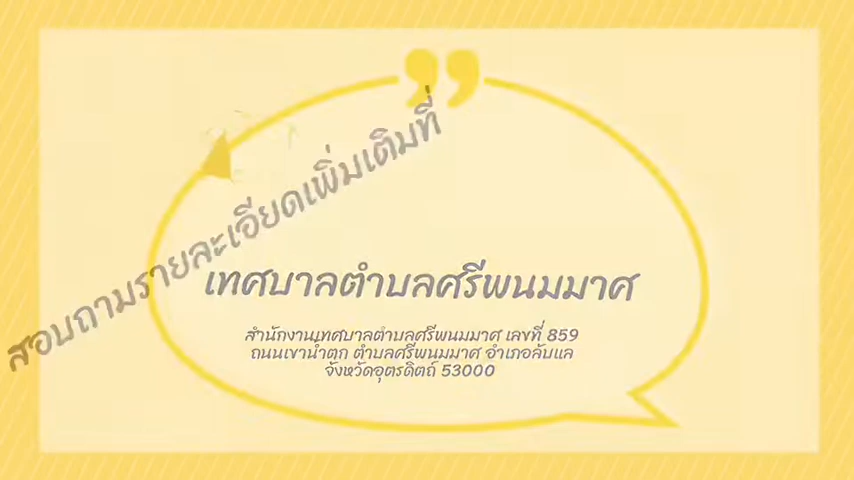 สอบถามรายละเอียดเพิ่มเติมที่
เทศบาลตำบลศรีพนมมาศ
สำนักงานเทศบาลตำบลศรีพนมมาศ เลขที่ 859
ถนนเขาน้ำตก ตำบลศรีพนมมาศ อำเภอลับแล
จังหวัดอุตรดิตถ์ 53000